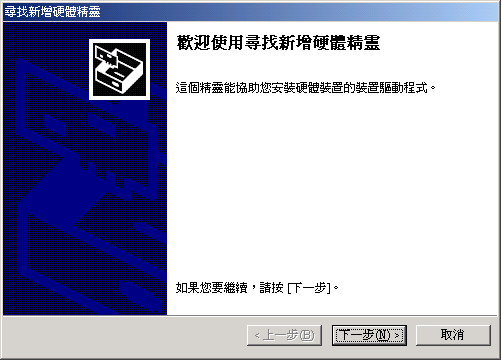 尋找新增硬體精靈
歡迎使用尋找新增硬體精靈
這個精靈能協助您安裝硬體裝置的裝置驅動程式。
如果您要繼續，請按 [下一步]。
< 上一步(B)
下一步(N) >
取消